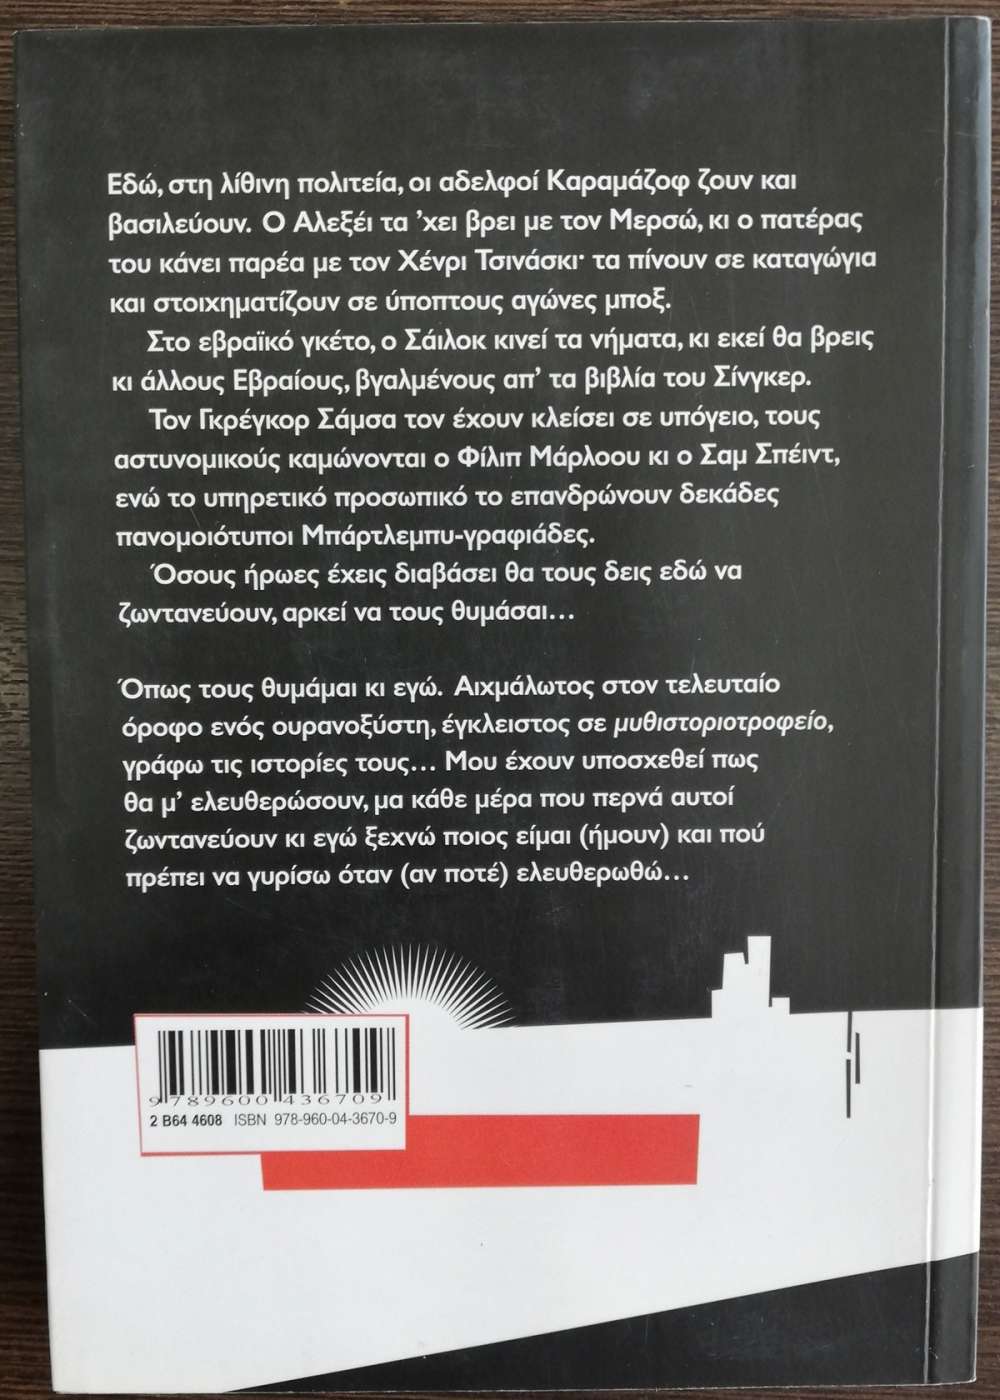 Εδώ, στη λίθινη πολιτεία, οι αδελφοί Καραμάζοφ ζουν και
βασιλεύουν. Ο Αλεξέι τα ’χει βρει με τον Μερσώ, κι ο πατέρας
του κάνει παρέα με τον Χένρι Τσινάσκι· τα πίνουν σε καταγώγια
και στοιχηματίζουν σε ύποπτους αγώνες μποξ.
Στο εβραϊκό γκέτο, ο Σάιλοκ κινεί τα νήματα, κι εκεί θα βρεις
κι άλλους Εβραίους, βγαλμένους απ’ τα βιβλία του Σίνγκερ.
Τον Γκρέγκορ Σάμσα τον έχουν κλείσει σε υπόγειο, τους
αστυνομικούς καμώνονται ο Φίλιπ Μάρλοου κι ο Σαμ Σπέιντ,
ενώ το υπηρετικό προσωπικό το επανδρώνουν δεκάδες
πανομοιότυποι Μπάρτλεμπυ-γραφιάδες.
Όσους ήρωες έχεις διαβάσει θα τους δεις εδώ να
ζωντανεύουν, αρκεί να τους θυμάσαι…
Όπως τους θυμάμαι κι εγώ. Αιχμάλωτος στον τελευταίο
όροφο ενός ουρανοξύστη, έγκλειστος σε μυθιστοριοτροφείο,
γράφω τις ιστορίες τους… Μου έχουν υποσχεθεί πως
θα μ’ ελευθερώσουν, μα κάθε μέρα που περνά αυτοί
ζωντανεύουν κι εγώ ξεχνώ ποιος είμαι (ήμουν) και πού
πρέπει να γυρίσω όταν (αν ποτέ) ελευθερωθώ…
9 789600 436709
2 B64 4608 ISBN 978-960-04-3670-9